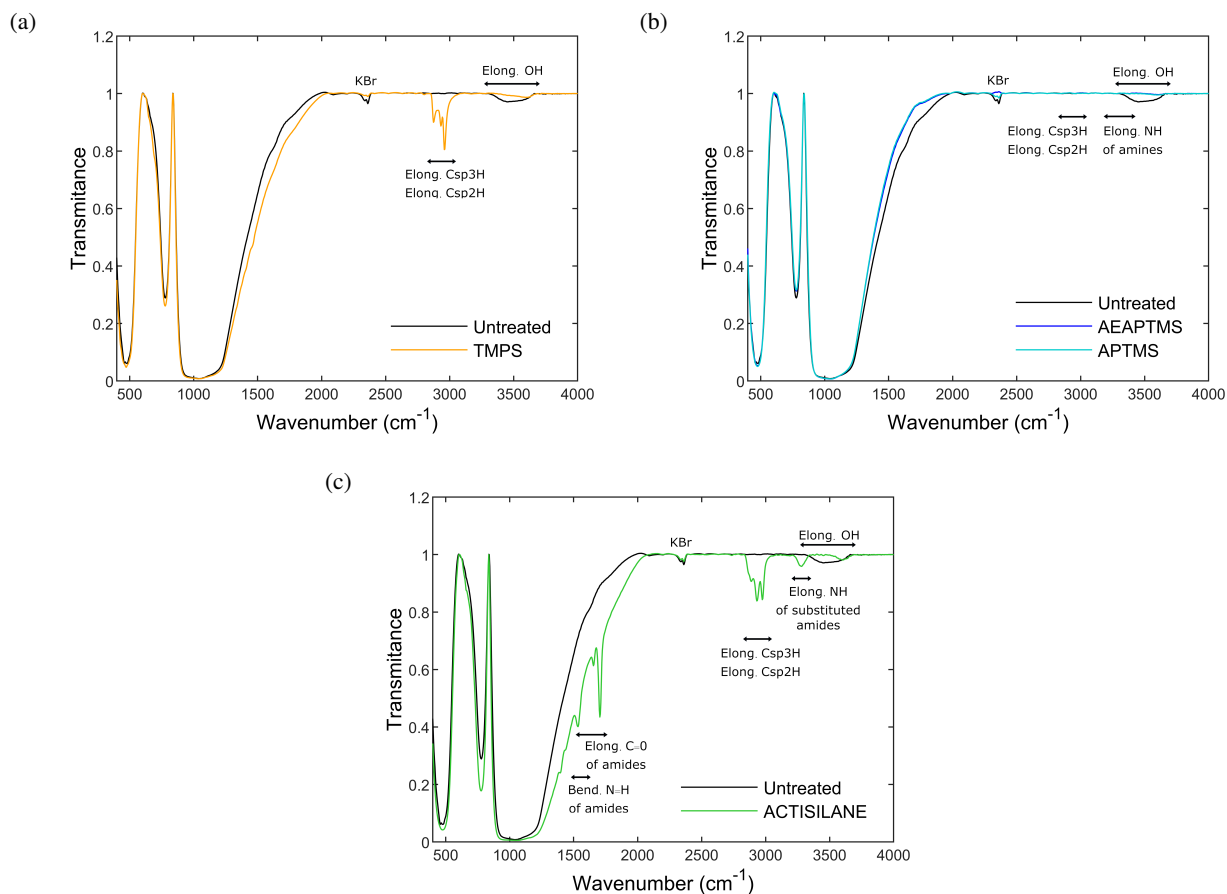 (a)
1.2
1
0.8
0.6
0.4
0.2
0
Transmitance
KBr
Elong. OH
Elong. Csp3H
Elong. Csp2H
Untreated
TMPS
500 1000 1500 2000 2500 3000 3500 4000
Wavenumber (cm-1)
(b)
1.2
1
0.8
0.6
0.4
0.2
0
Transmitance
KBr
Elong. OH
Elong. Csp3H
Elong. Csp2H
Elong. NH
of amines
Untreated
AEAPTMS
APTMS
500 1000 1500 2000 2500 3000 3500 4000
Wavenumber (cm-1)
(c)
1.2
1
0.8
0.6
0.4
0.2
0
Transmitance
KBr
Elong. OH
Elong. NH
of substituted
amides
Elong. Csp3H
Elong. Csp2H
Elong. C=0
of amides
Bend. N=H
of amides
Untreated
ACTISILANE
500 1000 1500 2000 2500 3000 3500 4000
Wavenumber (cm-1)